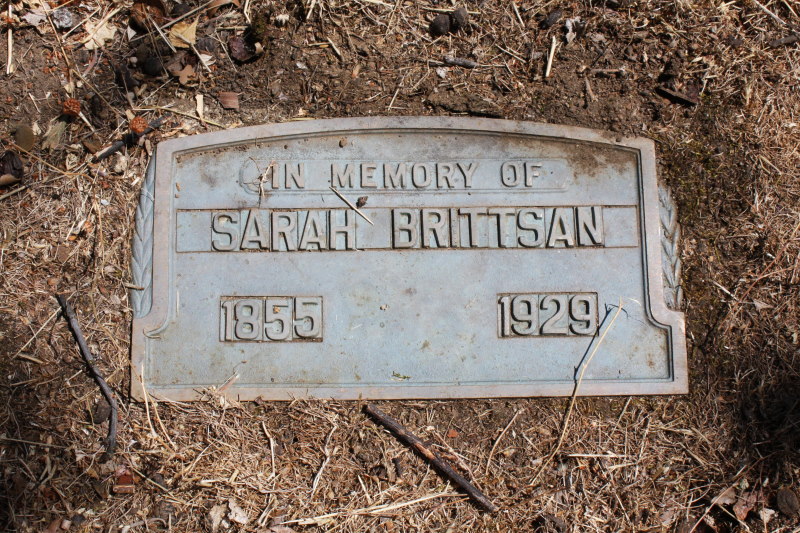 IN MEMORY OF
SARAH BRITTSAN
1855 1929